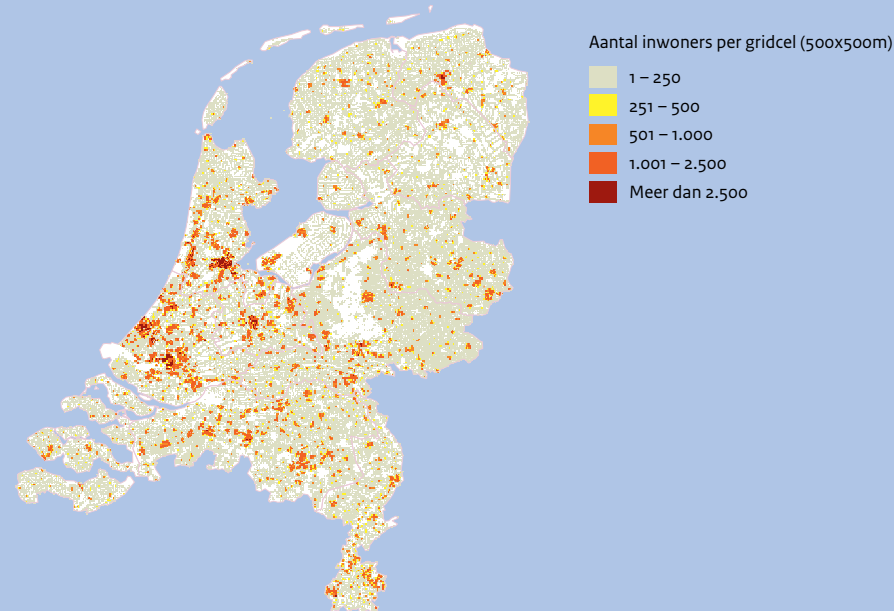 Aantal inwoners per gridcel (500x500m)
1 – 250
251 – 500
501 – 1.000
1.001 – 2.500
Meer dan 2.500